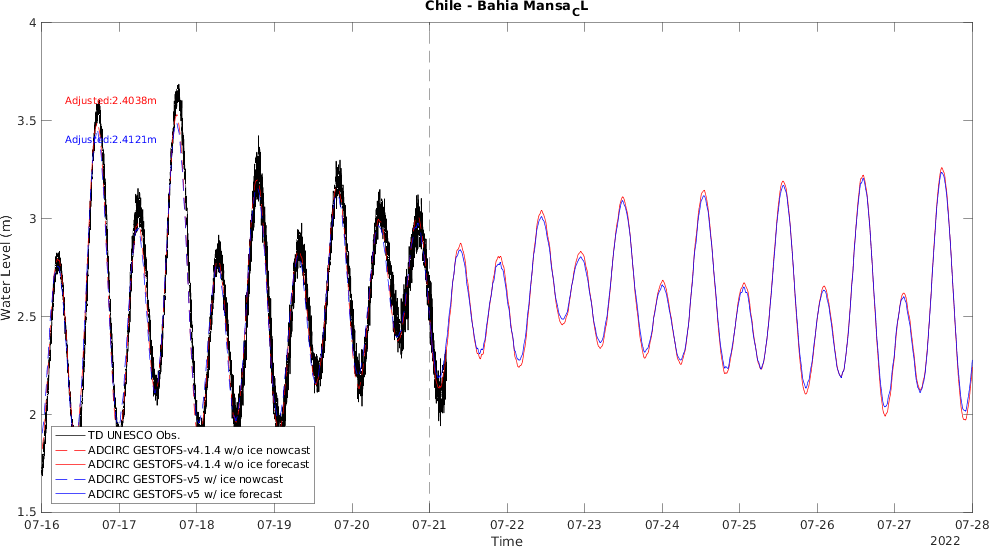 Chile - Bahia Mansa_CL
4
3.5
3
2.5
2
1.5
Water Level (m)
Adjusted:2.4038m
Adjusted:2.4121m
TD UNESCO Obs.
ADCIRC GESTOFS-v4.1.4 w/o ice nowcast
ADCIRC GESTOFS-v4.1.4 w/o ice forecast
ADCIRC GESTOFS-v5 w/ ice nowcast
ADCIRC GESTOFS-v5 w/ ice forecast
07-16 07-17 07-18 07-19 07-20 07-21 07-22 07-23 07-24 07-25 07-26 07-27 07-28
Time
2022